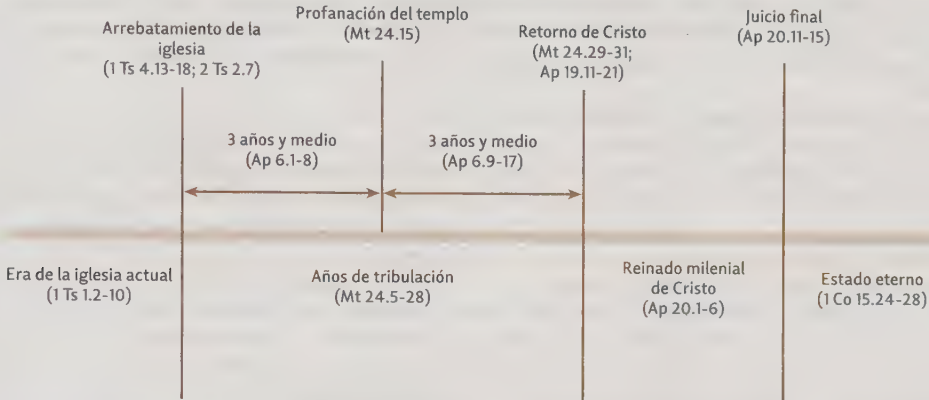 Arrebatamiento de la
iglesia
(1 Ts 4.13-18; 2 Ts 2.7)
Profanación del templo
(Mt 24.15)
Retorno de Cristo
(Mt 24.29-31;
Ap 19.11-21)
Juicio final
(Ap 20.11-15)
3 años y medio
(Ap 6.1-8)
3 años y medio
(Ap 6.9-17)
Era de la iglesia actual
(1 Ts 1.2-10)
Años de tribulación
(Mt 24.5-28)
Reinado milenial
de Cristo
(Ap 20.1-6)
Estado eterno
(1 Co 15.24-28)